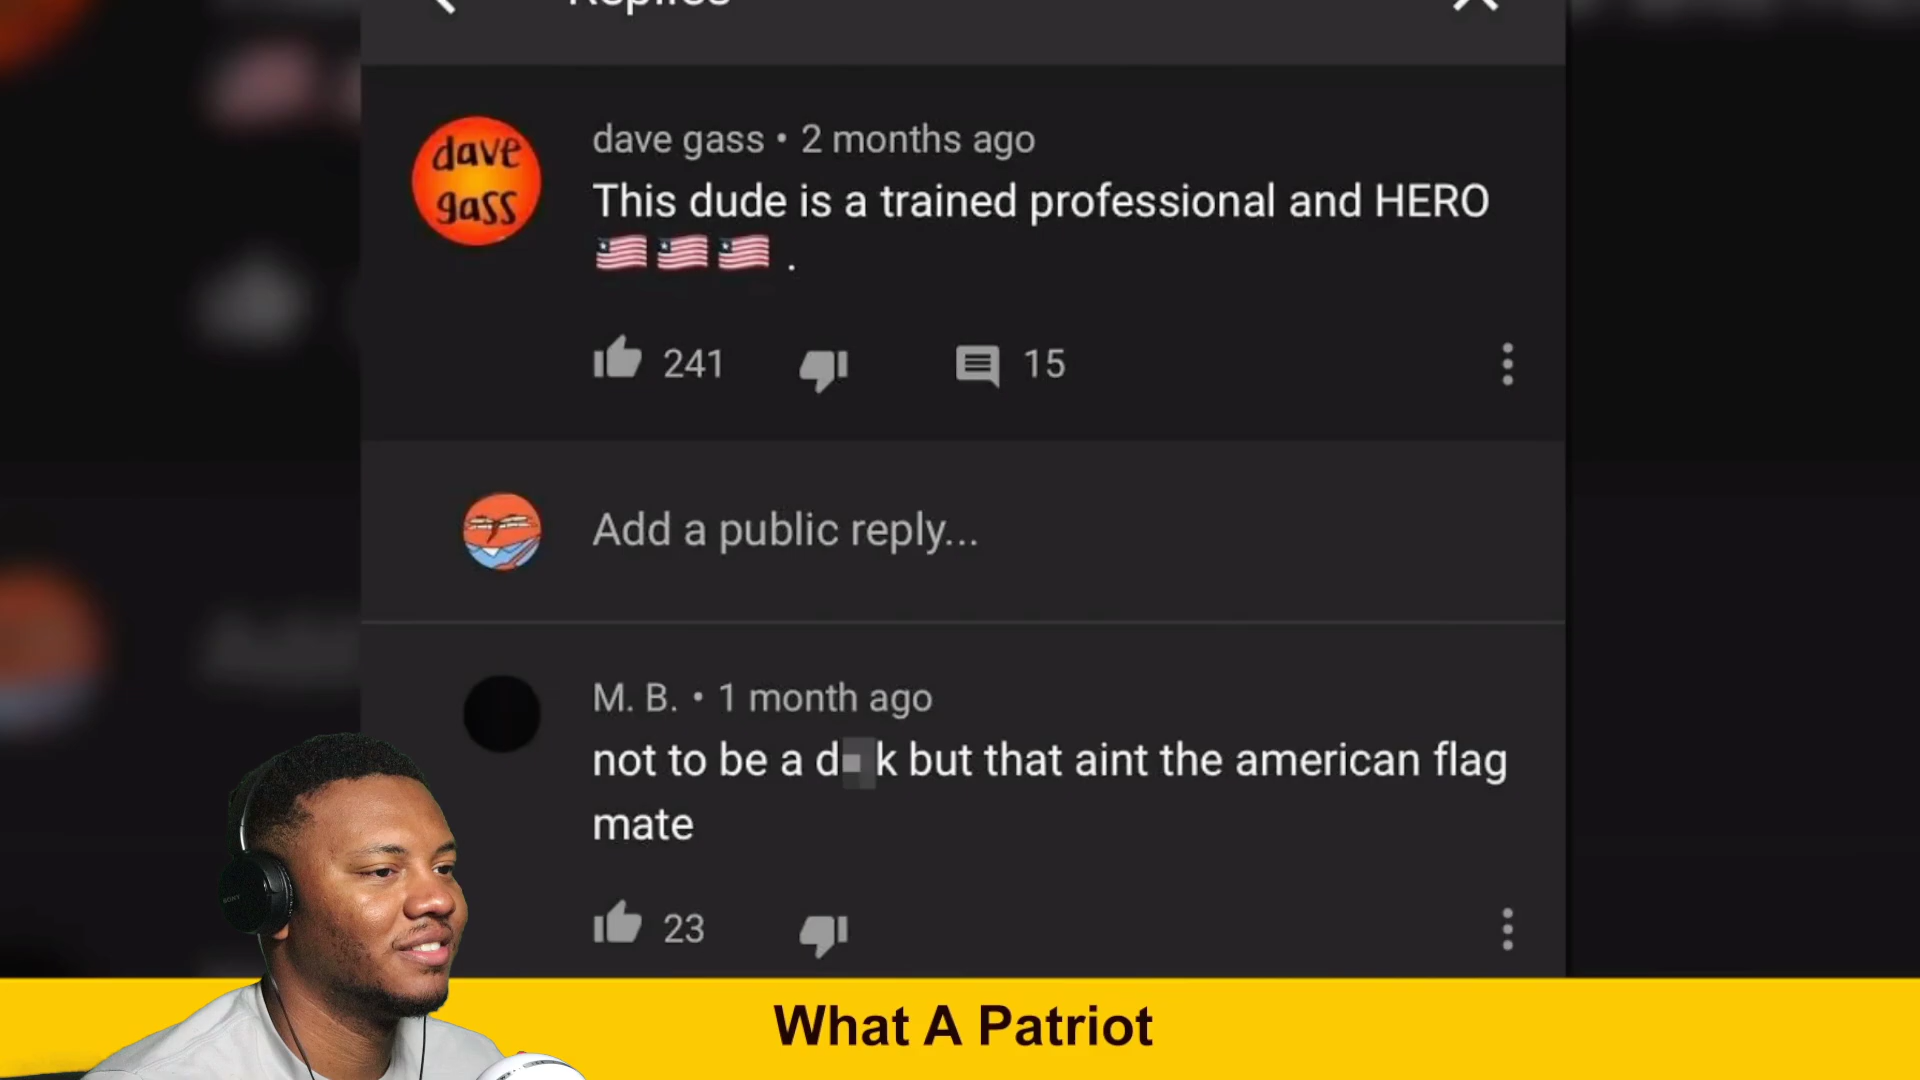 Replies
dave gass
dave gass • 2 months ago
This dude is a trained professional and HERO
🇱🇷🇱🇷🇱🇷 .
241 15
Add a public reply...
M. B. • 1 month ago
not to be a d k but that aint the american flag
mate
23
SONY
What A Patriot